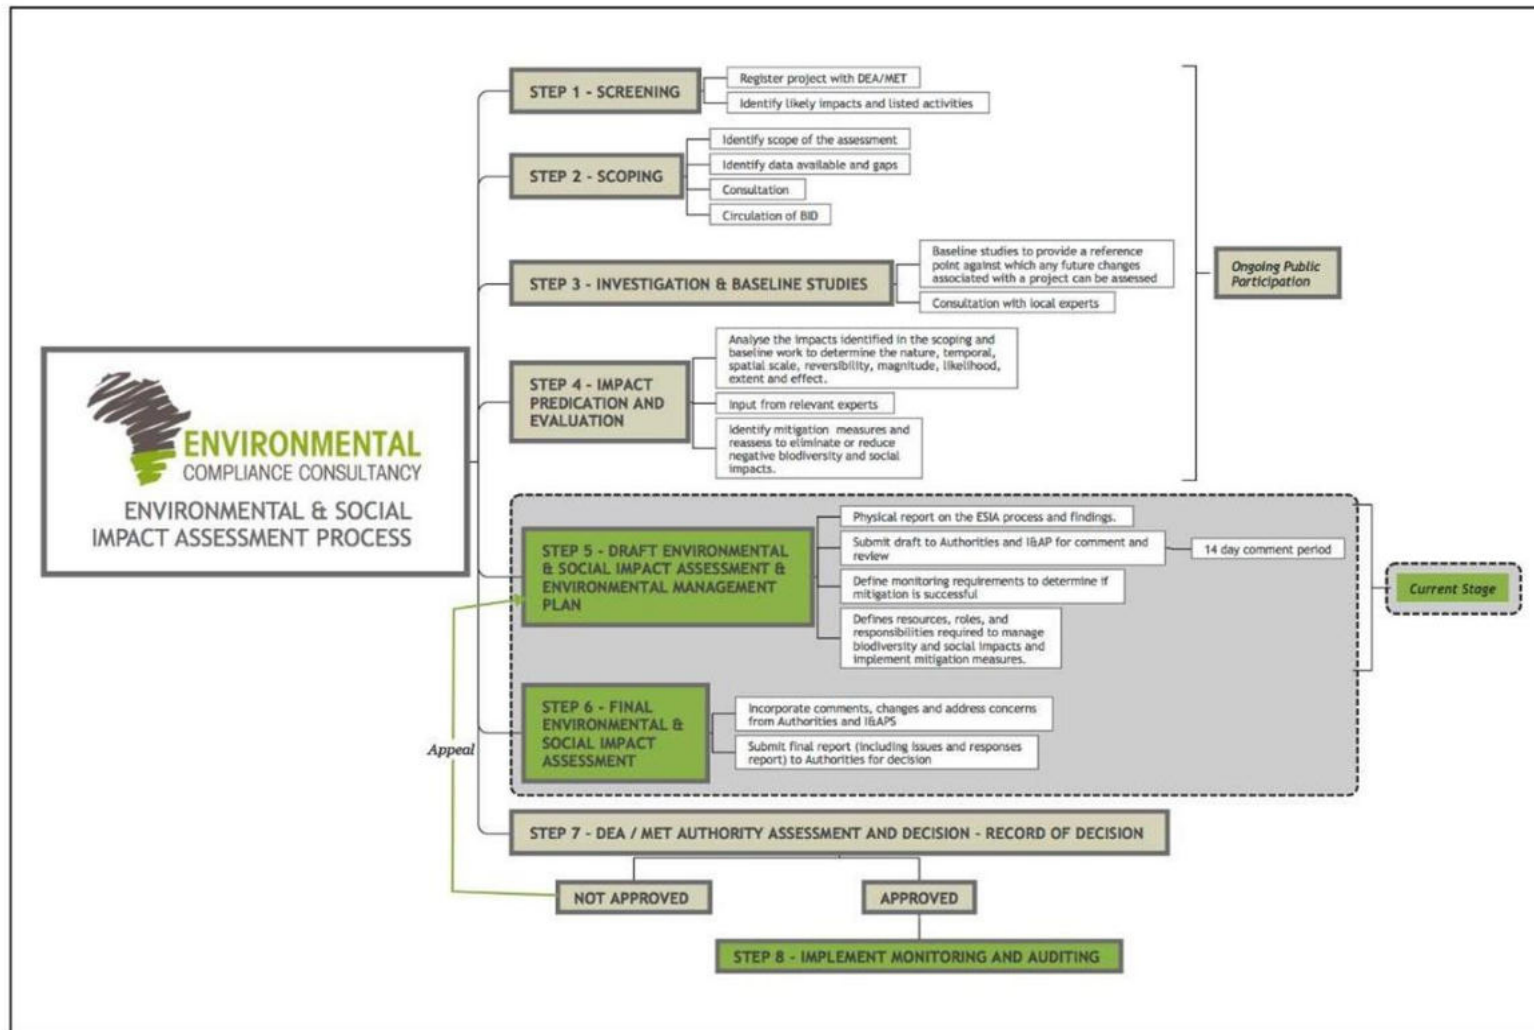 ENVIRONMENTAL
COMPLIANCE CONSULTANCY
ENVIRONMENTAL & SOCIAL
IMPACT ASSESSMENT PROCESS
STEP 1 - SCREENING
Register project with DEA/MET
Identify likely impacts and listed activities
STEP 2 - SCOPING
Identify scope of the assessment
Identify data available and gaps
Consultation
Circulation of BID
STEP 3 - INVESTIGATION & BASELINE STUDIES
Baseline studies to provide a reference
point against which any future changes
associated with a project can be assessed
Consultation with local experts
STEP 4 - IMPACT
PREDICATION AND
EVALUATION
Analyse the impacts identified in the scoping and
baseline work to determine the nature, temporal,
spatial scale, reversibility, magnitude, likelihood,
extent and effect.
Input from relevant experts
Identify mitigation measures and
reassess to eliminate or reduce
negative biodiversity and social
impacts.
Ongoing Public
Participation
STEP 5 - DRAFT ENVIRONMENTAL
& SOCIAL IMPACT ASSESSMENT &
ENVIRONMENTAL MANAGEMENT
PLAN
Physical report on the ESIA process and findings.
Submit draft to Authorities and I&AP for comment and
review
14 day comment period
Define monitoring requirements to determine if
mitigation is successful
Defines resources, roles, and
responsibilities required to manage
biodiversity and social impacts and
implement mitigation measures.
Current Stage
STEP 6 - FINAL
ENVIRONMENTAL &
SOCIAL IMPACT
ASSESSMENT
Incorporate comments, changes and address concerns
from Authorities and I&APS
Submit final report (including issues and responses
report) to Authorities for decision
Appeal
STEP 7 - DEA / MET AUTHORITY ASSESSMENT AND DECISION - RECORD OF DECISION
NOT APPROVED
APPROVED
STEP 8 - IMPLEMENT MONITORING AND AUDITING